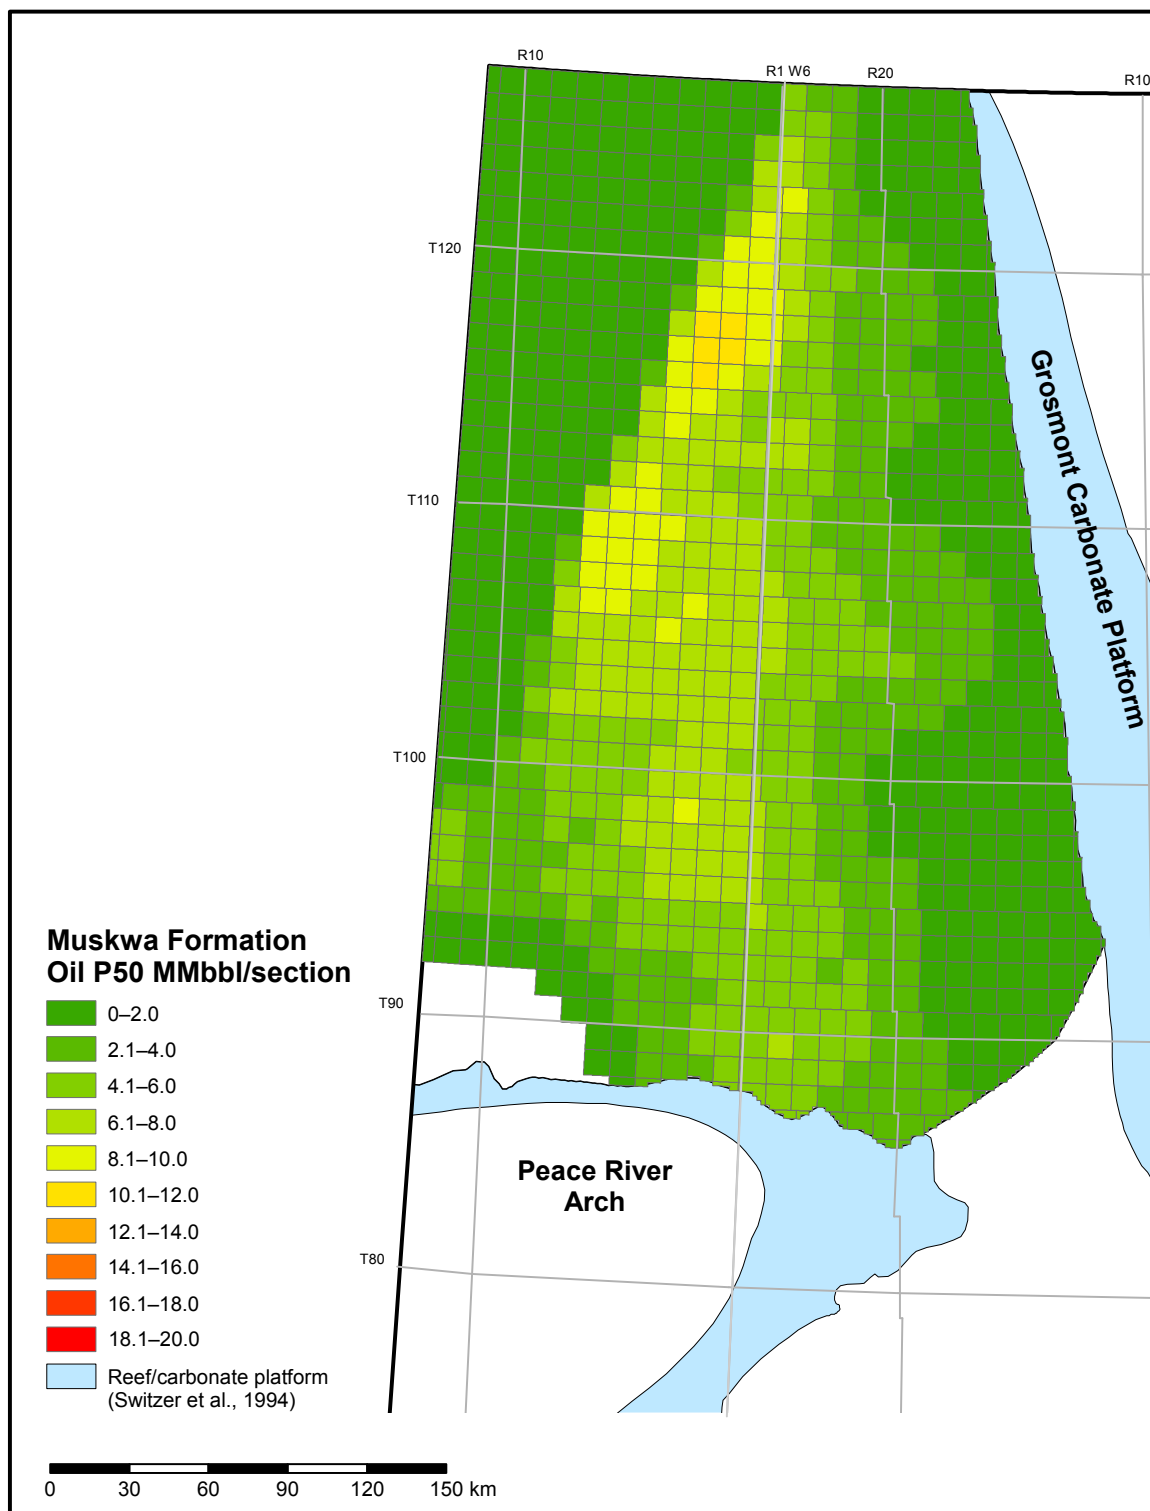 R10
R1 W6
R20
R10
T120
T110
T100
T90
T80
Grosmont Carbonate Platform
Peace River
Arch
Muskwa Formation
Oil P50 MMbbl/section
0–2.0
2.1–4.0
4.1–6.0
6.1–8.0
8.1–10.0
10.1–12.0
12.1–14.0
14.1–16.0
16.1–18.0
18.1–20.0
Reef/carbonate platform
(Switzer et al., 1994)
0 30 60 90 120 150 km